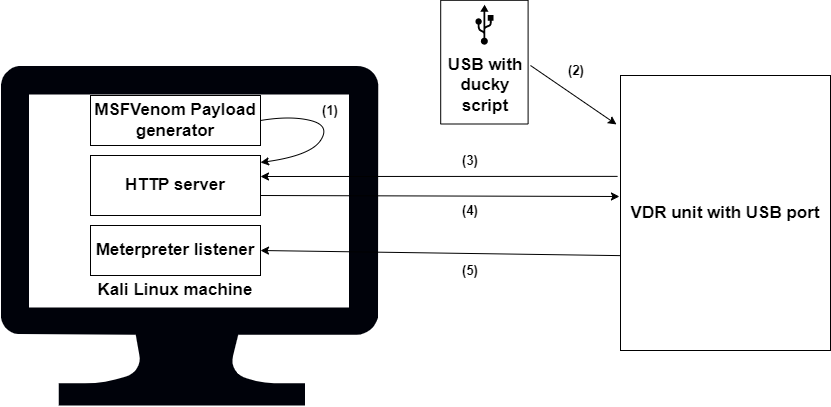 USB with
ducky
script
(2)
MSFVenom Payload
generator
(1)
HTTP server
(3)
(4)
VDR unit with USB port
Meterpreter listener
(5)
Kali Linux machine